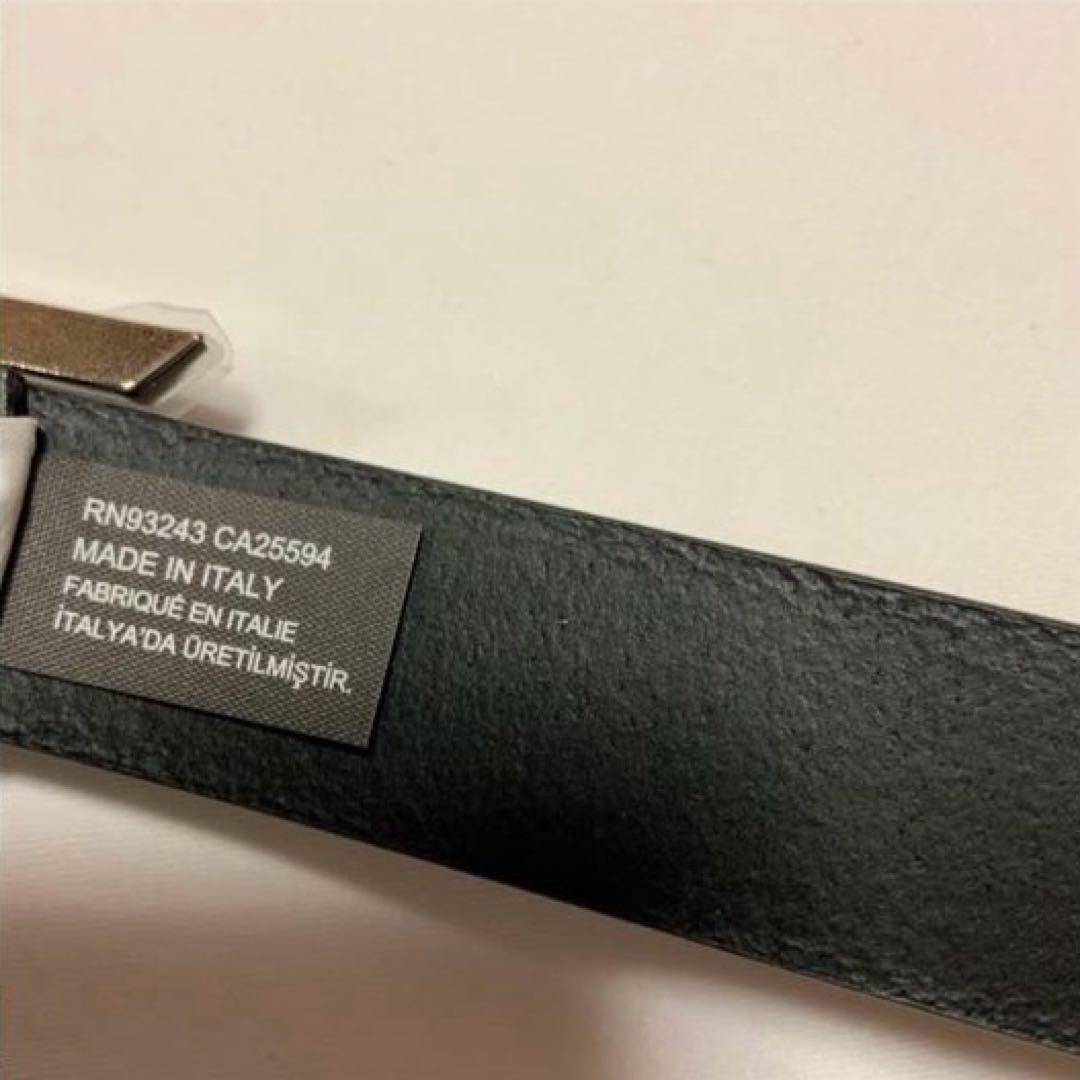 RN93243 CA25594
MADE IN ITALY
FABRIQUÉ EN ITALIE
İTALYA'DA ÜRETİLMİŞTİR.